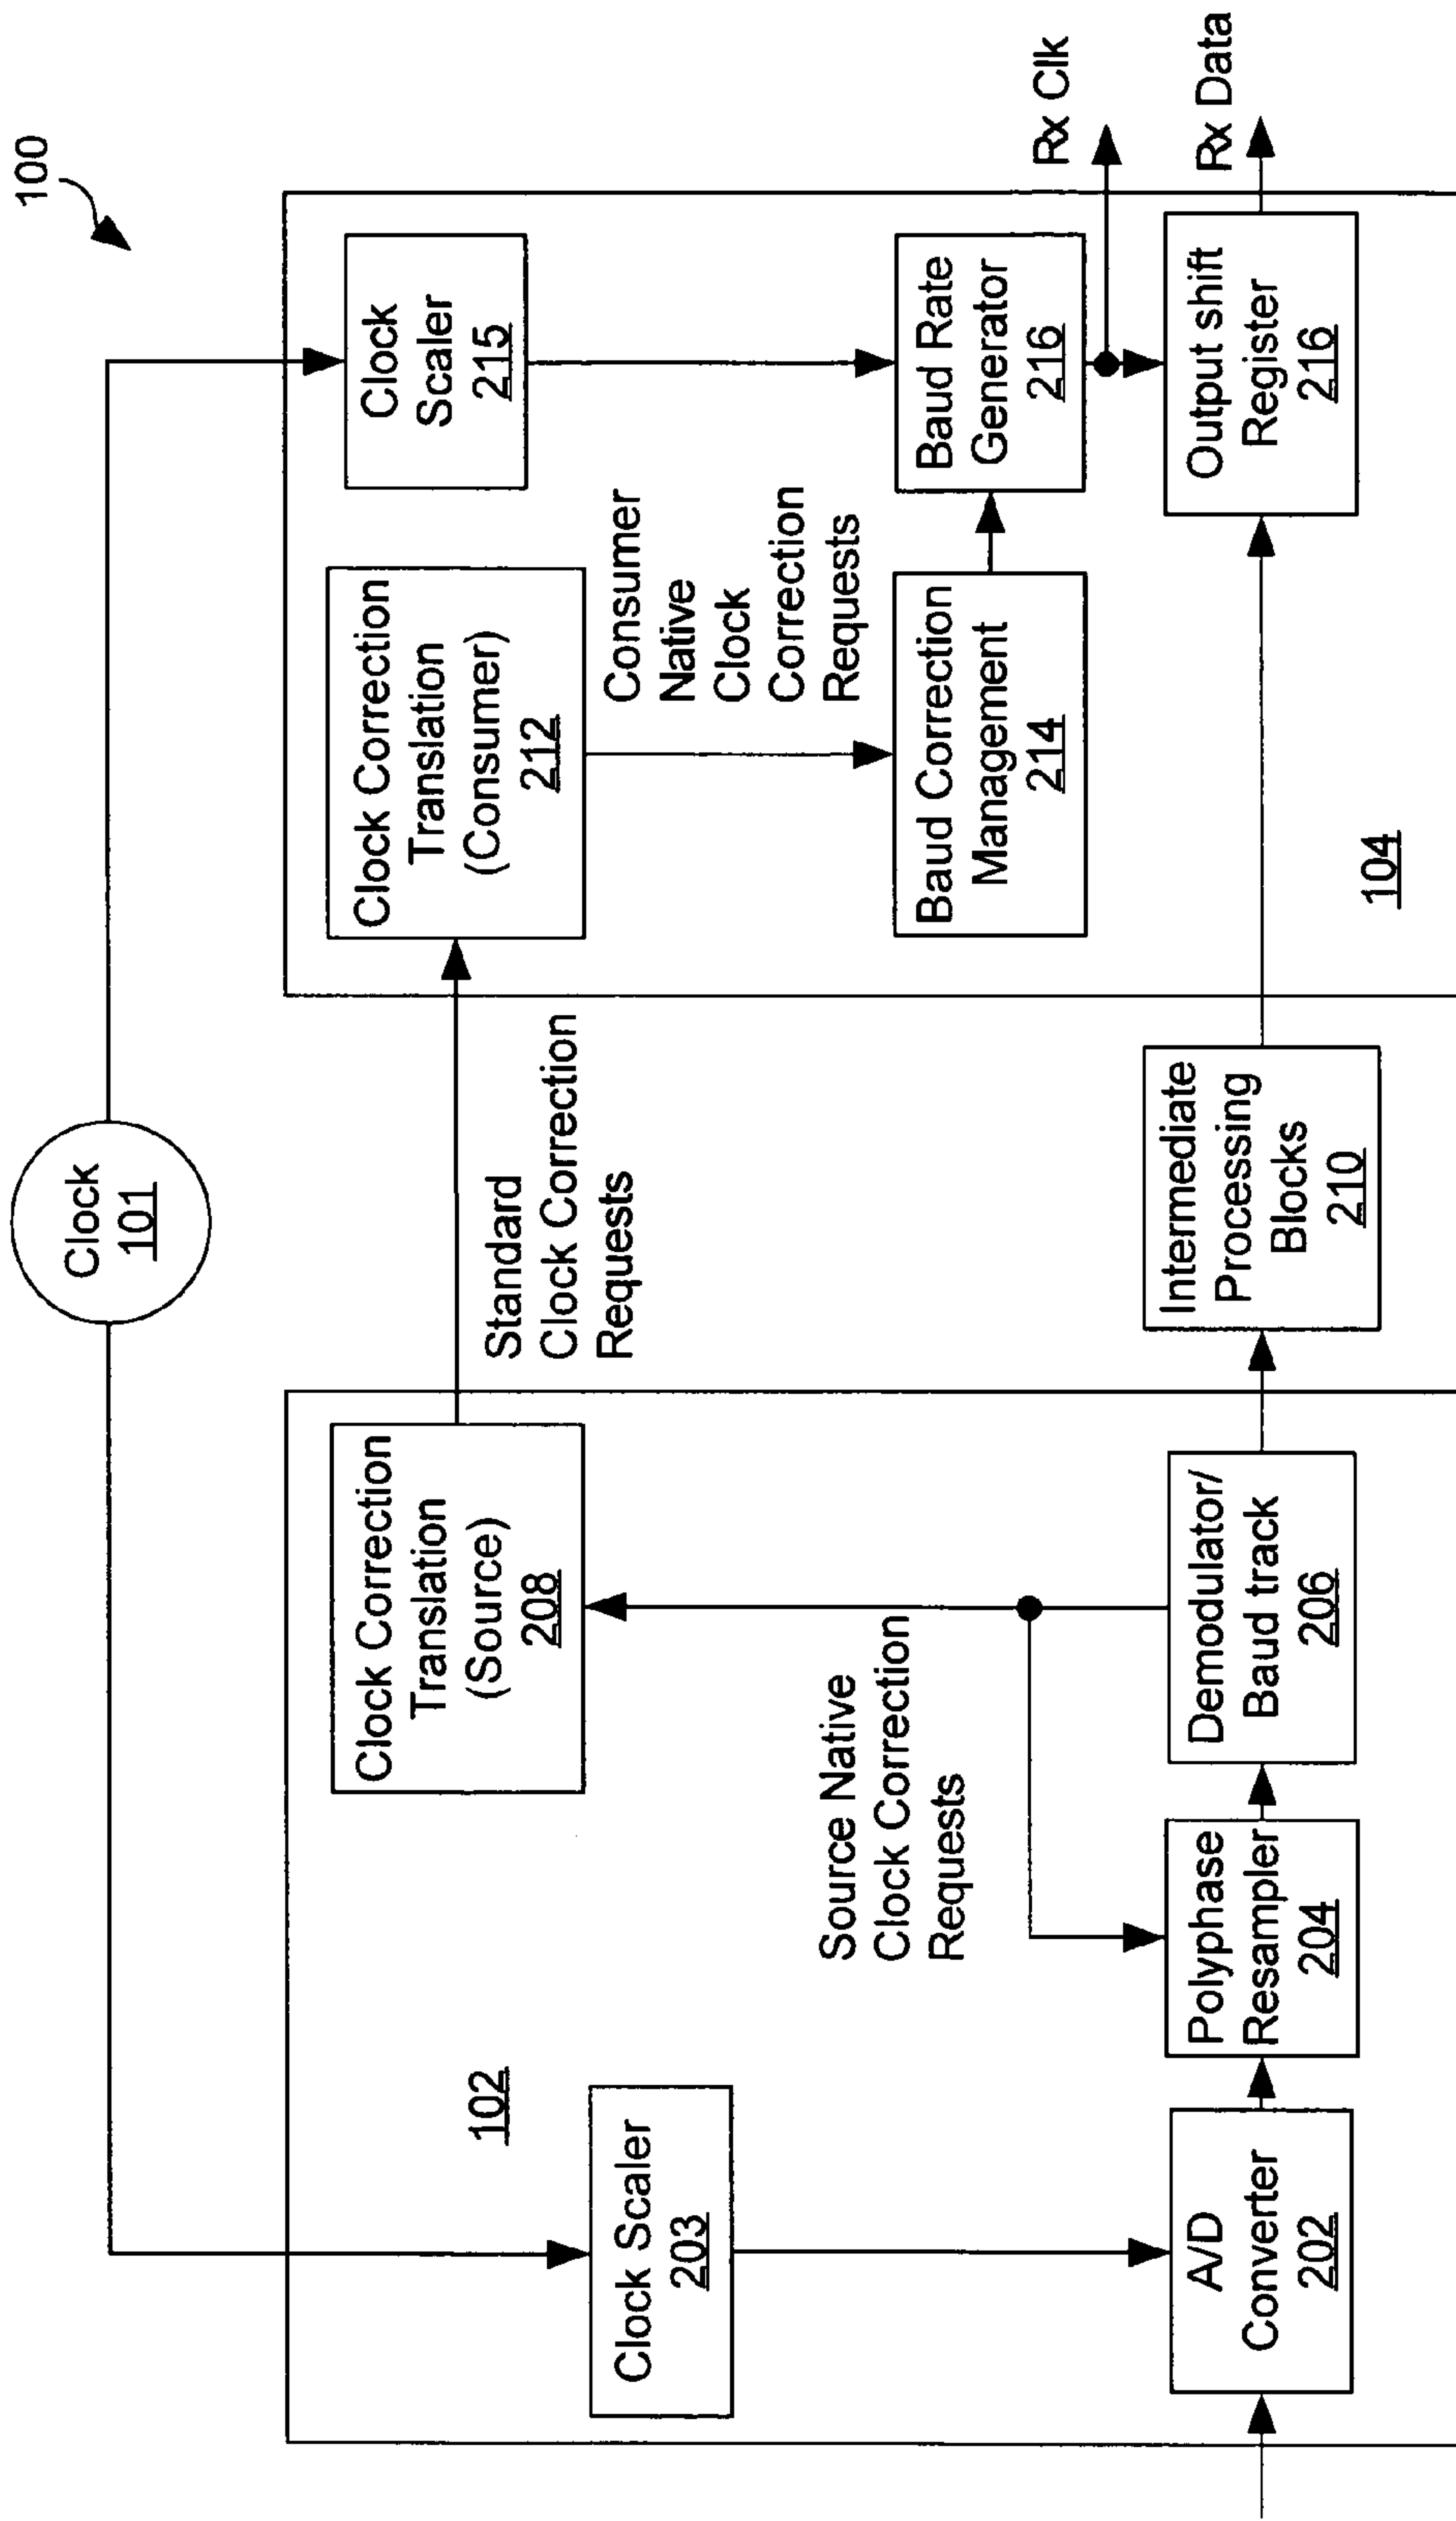 100
Clock
101
Clock Scaler
203
102
Clock Correction
Translation
(Source)
208
Standard
Clock Correction
Requests
Clock Correction
Translation
(Consumer)
212
Clock
Scaler
215
Source Native
Clock Correction
Requests
Consumer
Native
Clock
Correction
Requests
A/D
Converter
202
Polyphase
Resampler
204
Demodulator/
Baud track
206
Intermediate
Processing
Blocks
210
Baud Correction
Management
214
Baud Rate
Generator
216
Rx Clk
104
Output shift
Register
216
Rx Data